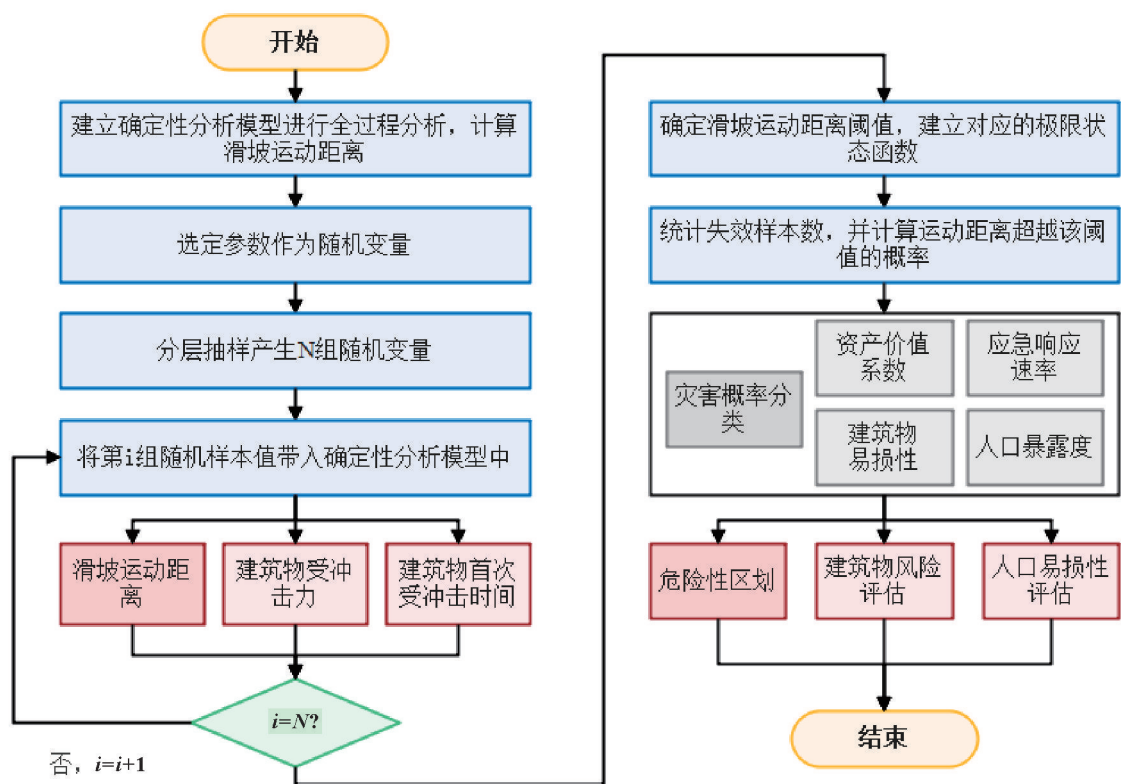 开始
建立确定性分析模型进行全过程分析，计算
滑坡运动距离
选定参数作为随机变量
分层抽样产生N组随机变量
将第i组随机样本值带入确定性分析模型中
滑坡运动距
离
建筑物受冲
击力
建筑物首次
受冲击时间
i=N?
否，i=i+1
确定滑坡运动距离阈值，建立对应的极限状
态函数
统计失效样本数，并计算运动距离超越该阈
值的概率
灾害概率分
类
资产价值
系数
应急响应
速率
建筑物
易损性
人口暴露度
危险性区划
建筑物风险
评估
人口易损性
评估
结束